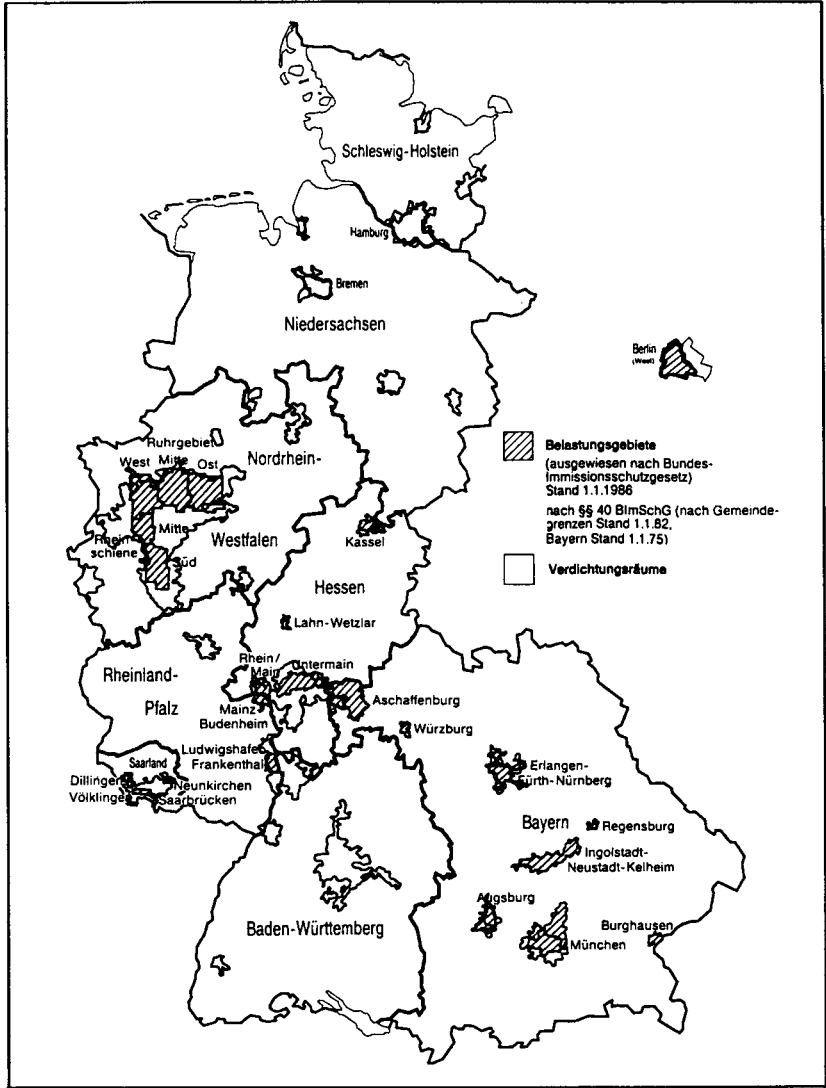 Schleswig-Holstein
Hamburg
Bremen
Niedersachsen
Berlin
(West)
Ruhrgebiet
West
Mitte
Ost
Nordrhein-
Rhein-
schiene
Mitte
Westfalen
Süd
Kassel
Hessen
Lahn-Wetzlar
Belastungsgebiete
(ausgewiesen nach Bundes-
Immissionsschutzgesetz)
Stand 1.1.1986
nach §§ 40 BImSchG (nach Gemeinde-
grenzen Stand 1.1.82,
Bayern Stand 1.1.75)
Verdichtungsräume
Rheinland-
Pfalz
Rhein/
Main
Untermain
Mainz
Budenheim
Aschaffenburg
Würzburg
Ludwigshafen
Frankenthal
Saarland
Dillingen
Völklingen
Neunkirchen
Saarbrücken
Erlangen-
Fürth-Nürnberg
Bayern
Regensburg
Ingolstadt-
Neustadt-Kelheim
Augsburg
Burghausen
München
Baden-Württemberg